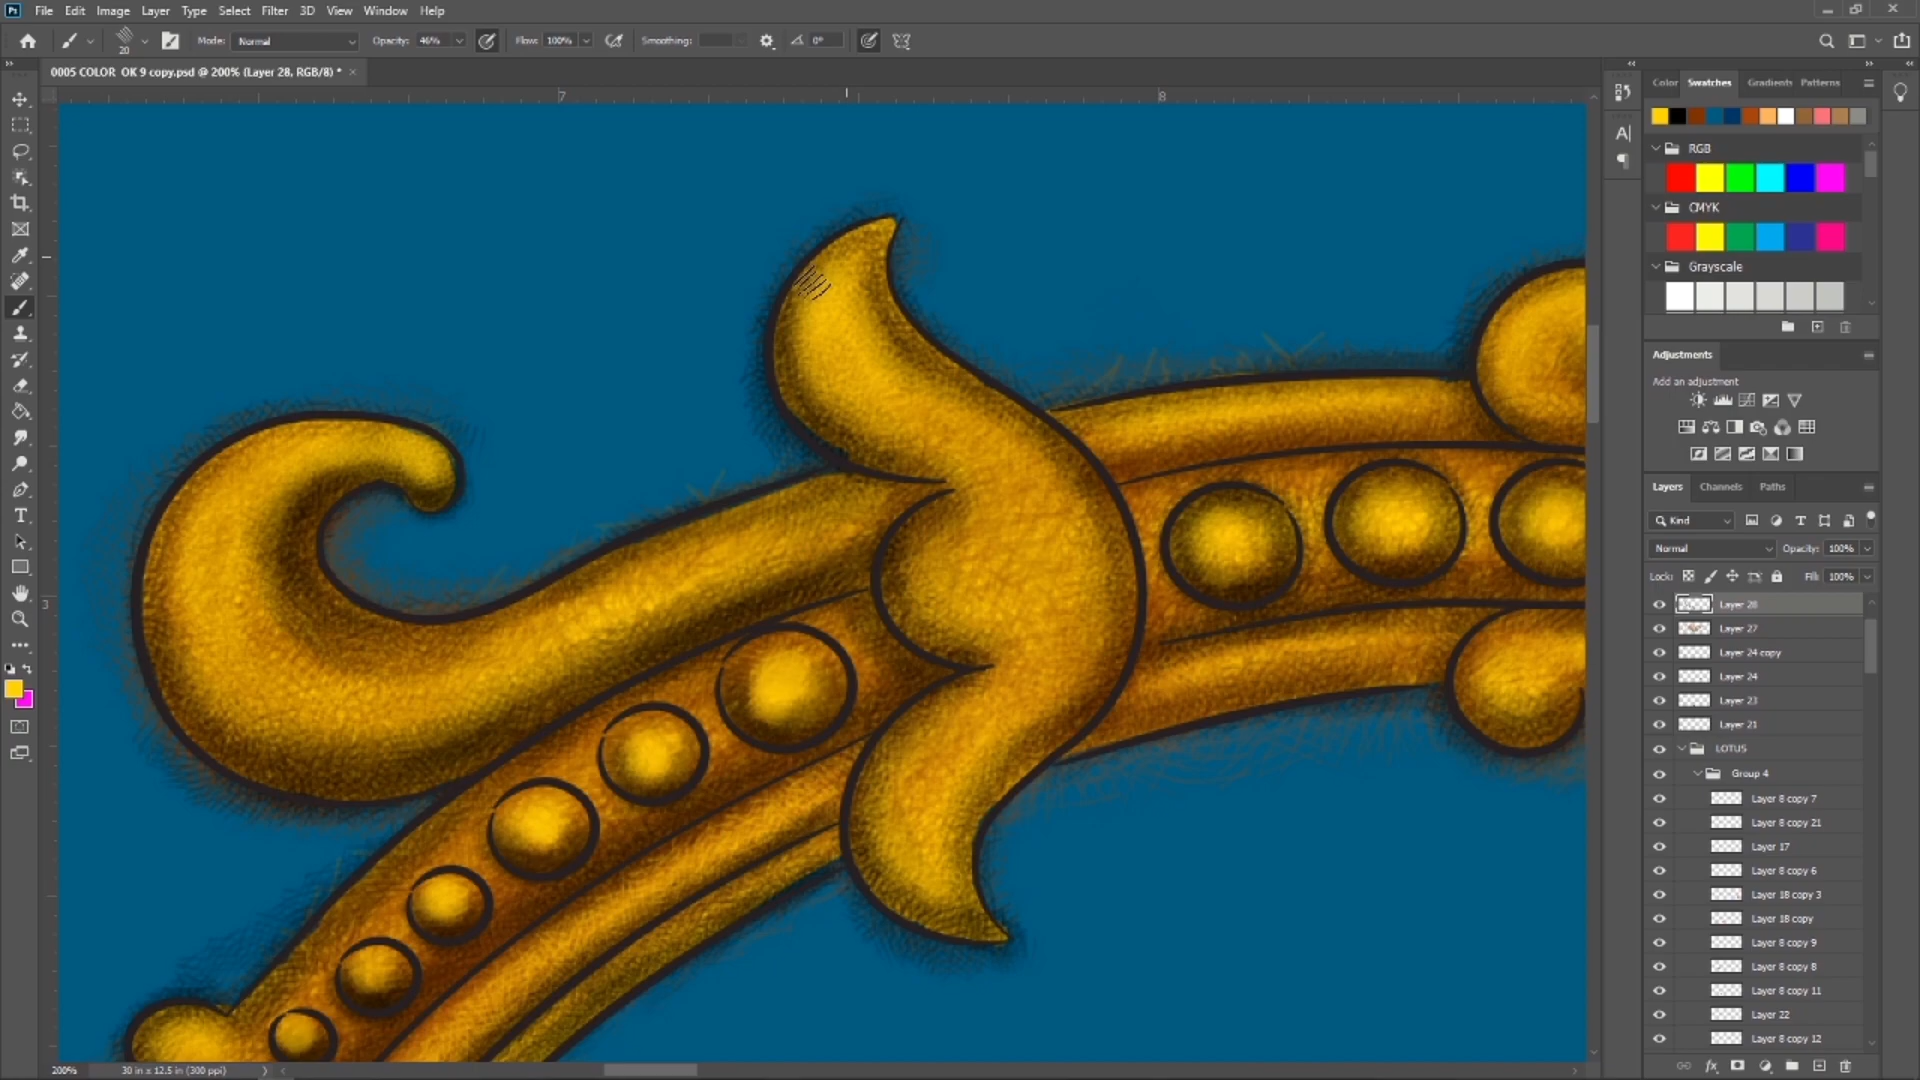 Ps File Edit Image Layer Type Select Filter 3D View Window Help
20 Mode: Normal Opacity: 46% Flow: 100% Smoothing: 0°
0005 COLOR OK 9 copy.psd @ 200% (Layer 28, RGB/8) *
7 8
3
Color Swatches Gradients Patterns
RGB
CMYK
Grayscale
Adjustments
Add an adjustment
Layers Channels Paths
Kind
Normal Opacity: 100%
Lock: Fill: 100%
Layer 28
Layer 27
Layer 24 copy
Layer 24
Layer 23
Layer 21
LOTUS
Group 4
Layer 8 copy 7
Layer 8 copy 21
Layer 17
Layer 8 copy 6
Layer 18 copy 3
Layer 18 copy
Layer 8 copy 9
Layer 8 copy 8
Layer 8 copy 11
Layer 22
Layer 8 copy 12
200% 30 in x 12.5 in (300 ppi)